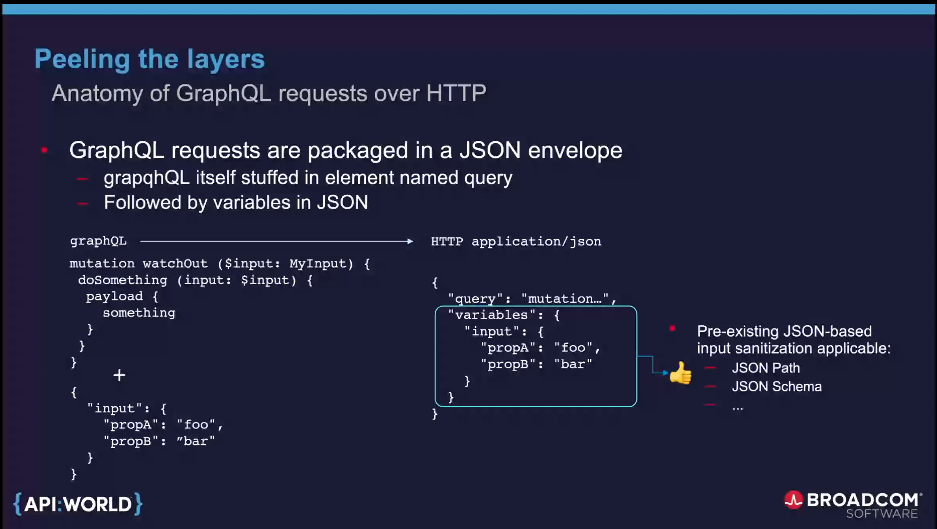 Peeling the layers
Anatomy of GraphQL requests over HTTP
• GraphQL requests are packaged in a JSON envelope
– grapqhQL itself stuffed in element named query
– Followed by variables in JSON
graphQL
mutation watchOut ($input: MyInput) {
doSomething (input: $input) {
payload {
something
}
}
}
+
{
"input": {
"propA": "foo",
"propB": ”bar"
}
}
HTTP application/json
{
"query": "mutation…",
"variables": {
"input": {
"propA": "foo",
"propB": "bar"
}
}
}
• Pre-existing JSON-based
input sanitization applicable:
– JSON Path
– JSON Schema
– ...
{API:WORLD}
BROADCOM®
SOFTWARE